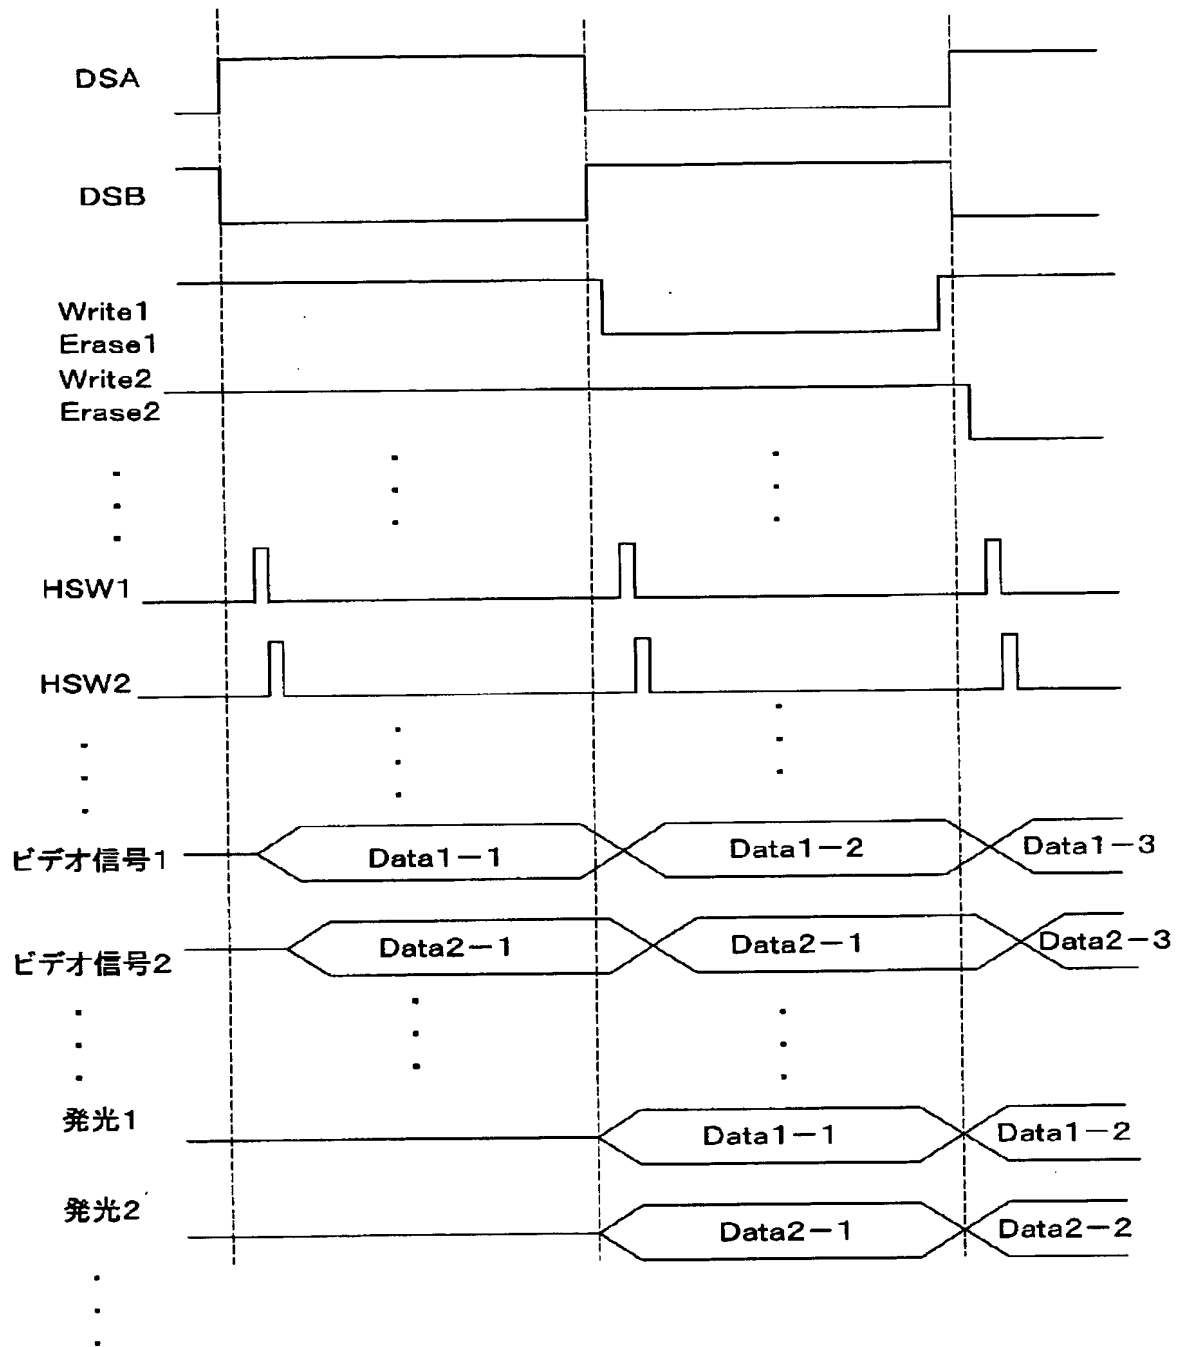 DSA
DSB
Write1
Erase1
Write2
Erase2
HSW1
HSW2
ビデオ信号1
Data1-1
Data1-2
Data1-3
ビデオ信号2
Data2-1
Data2-1
Data2-3
発光1
Data1-1
Data1-2
発光2
Data2-1
Data2-2